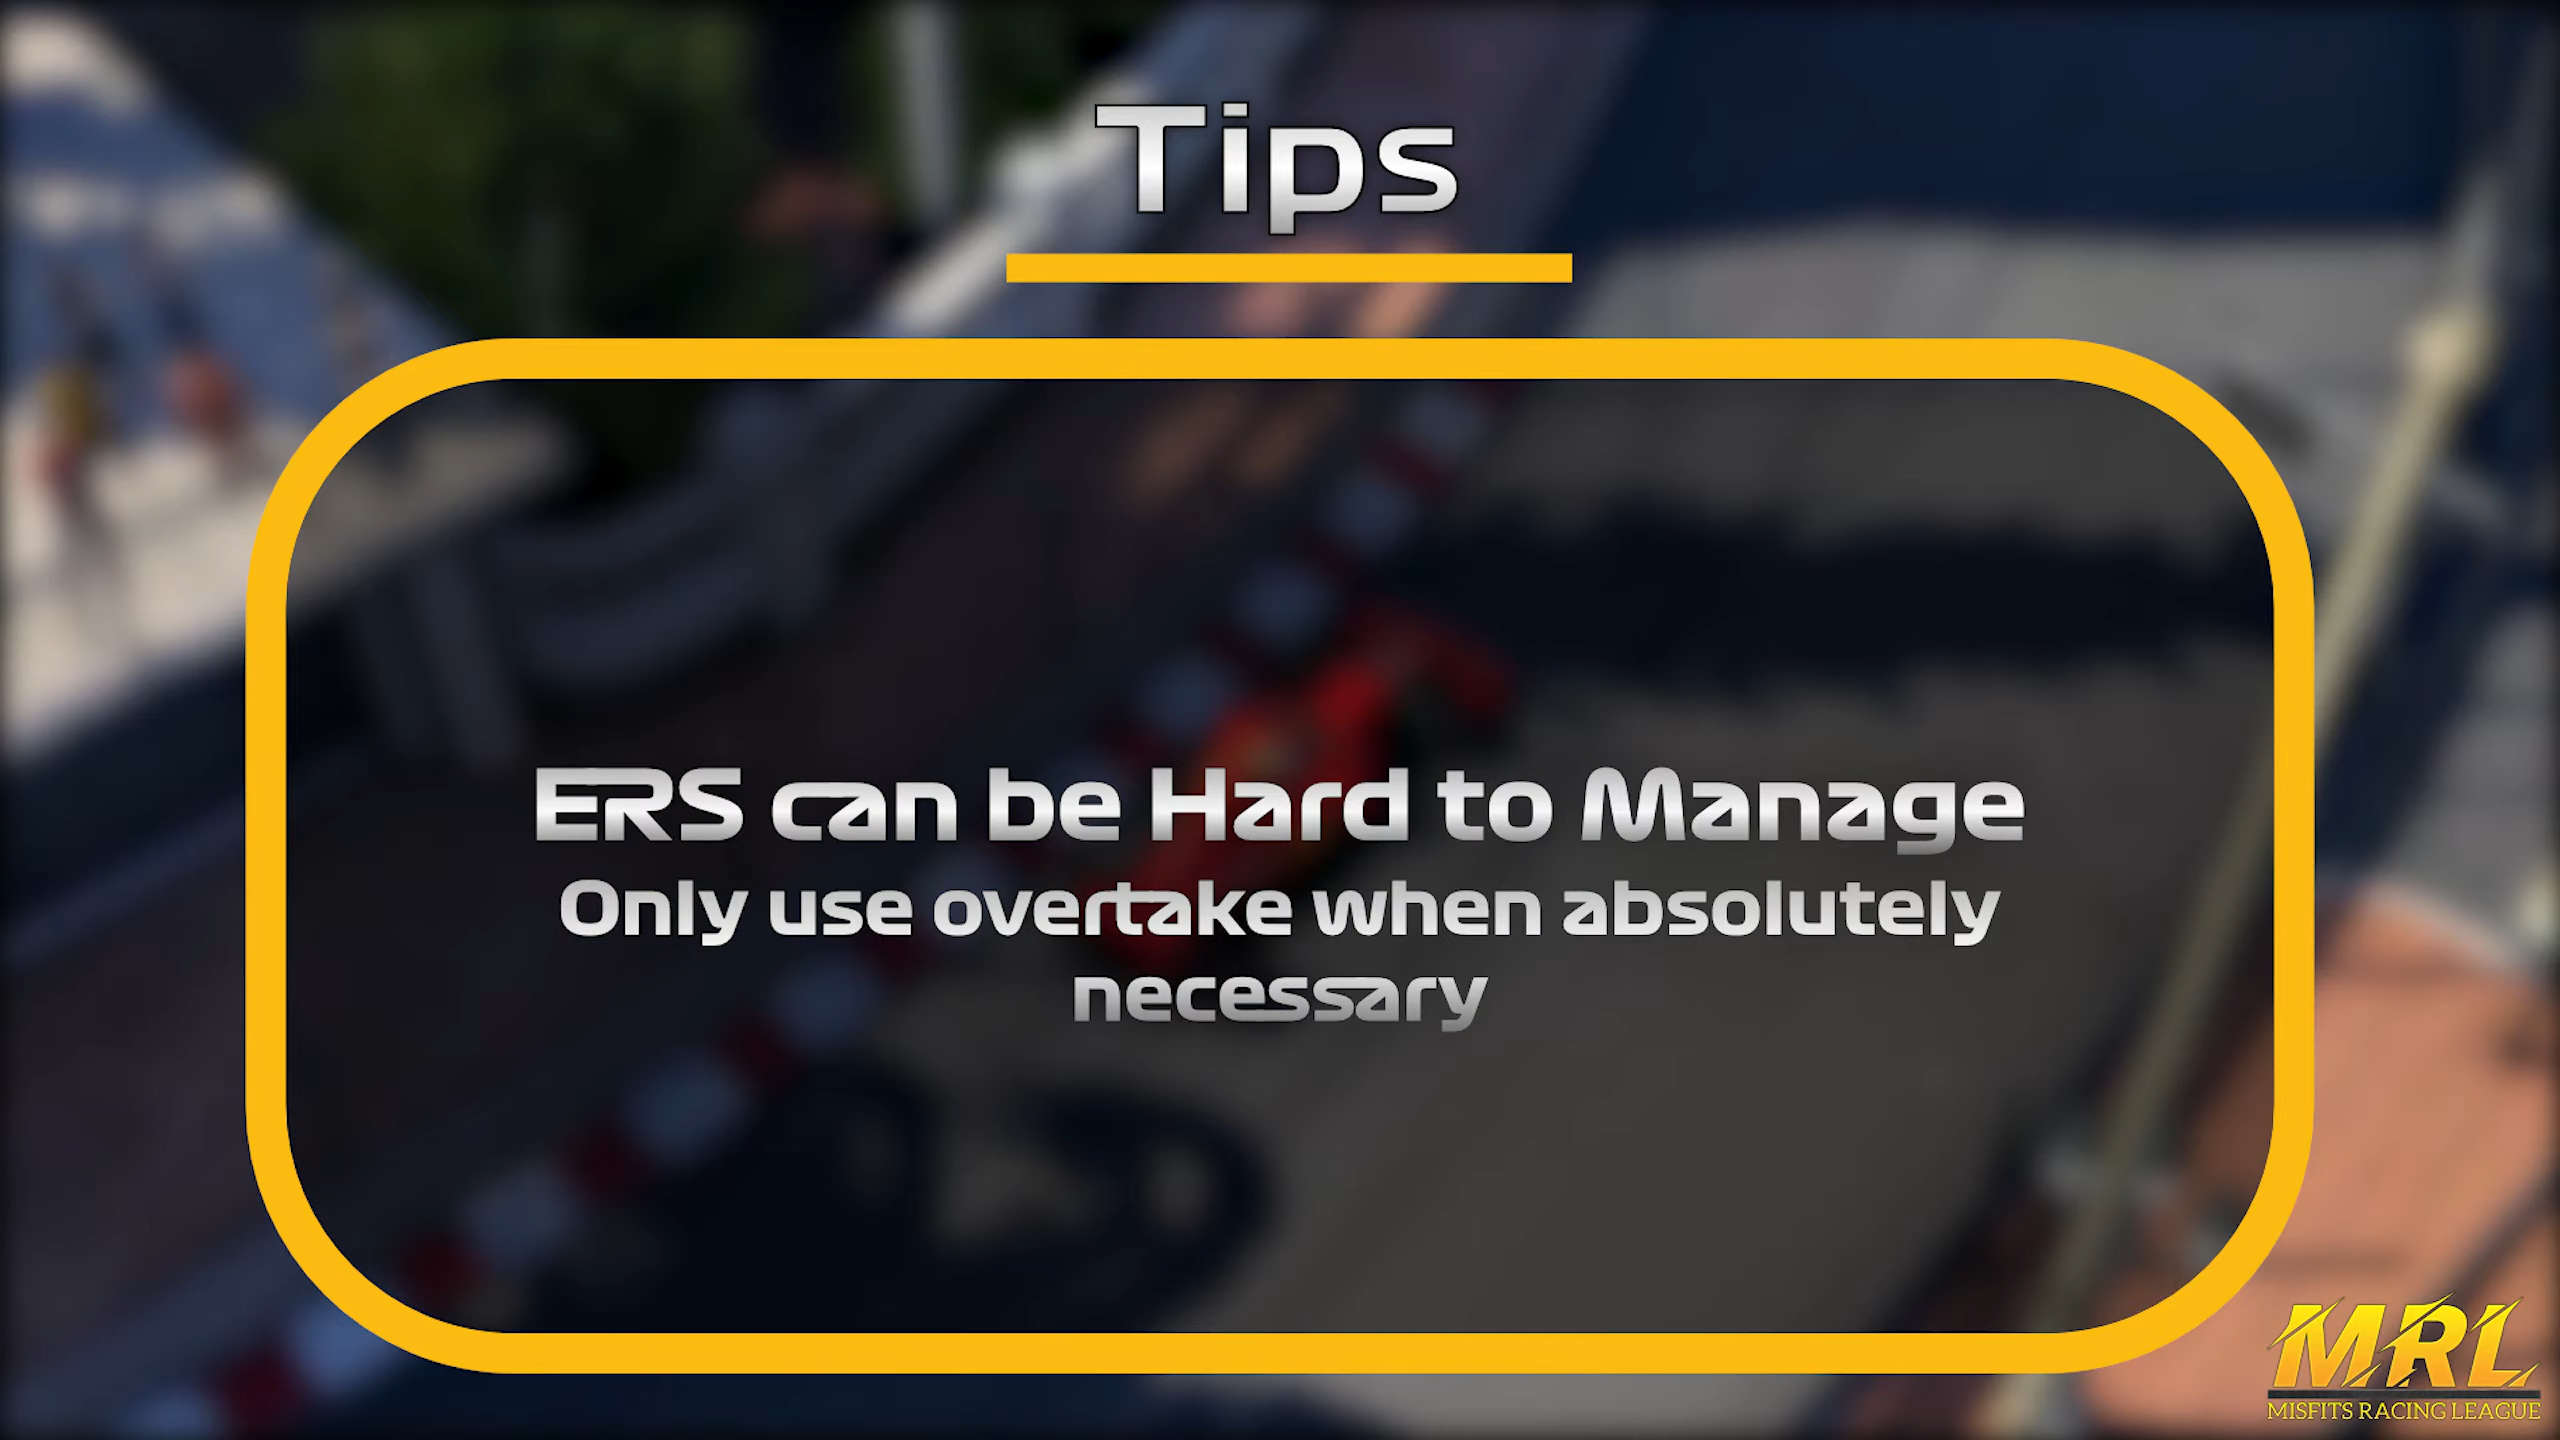 Tips
ERS can be Hard to Manage
Only use overtake when absolutely
necessary
MRL
MISFITS RACING LEAGUE